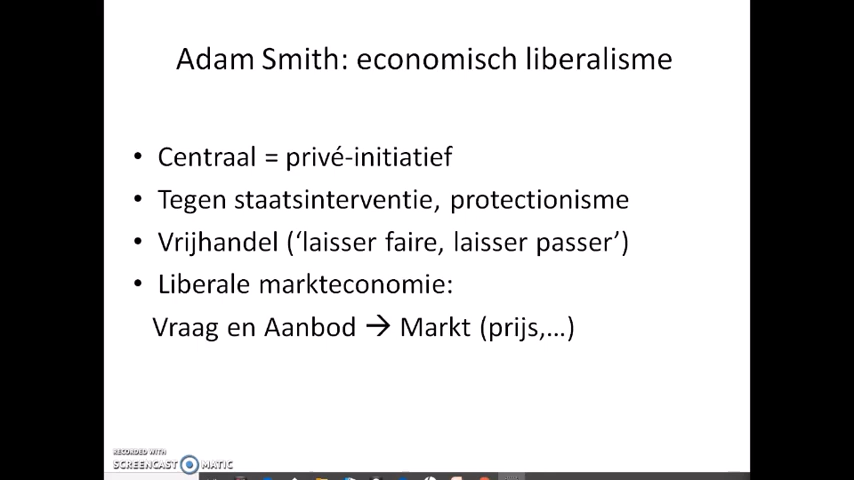 Adam Smith: economisch liberalisme
• Centraal = privé-initiatief
• Tegen staatsinterventie, protectionisme
• Vrijhandel (‘laisser faire, laisser passer’)
• Liberale markteconomie:
Vraag en Aanbod → Markt (prijs,...)
RECORDED WITH
SCREENCAST MATIC